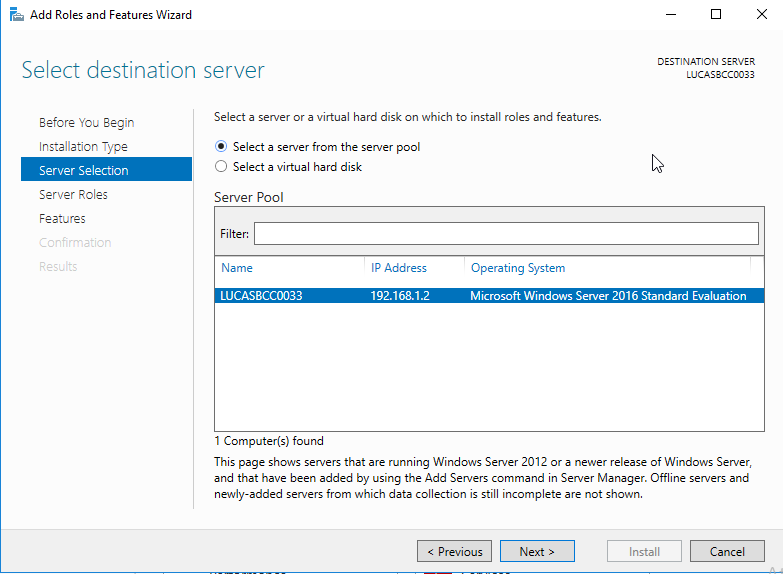 Add Roles and Features Wizard
Select destination server
DESTINATION SERVER
LUCASBCC0033
Before You Begin
Installation Type
Server Selection
Server Roles
Features
Confirmation
Results
Select a server or a virtual hard disk on which to install roles and features.
Select a server from the server pool
Select a virtual hard disk
Server Pool
Filter:
Name IP Address Operating System
LUCASBCC0033 192.168.1.2 Microsoft Windows Server 2016 Standard Evaluation
1 Computer(s) found
This page shows servers that are running Windows Server 2012 or a newer release of Windows Server,
and that have been added by using the Add Servers command in Server Manager. Offline servers and
newly-added servers from which data collection is still incomplete are not shown.
< Previous Next > Install Cancel